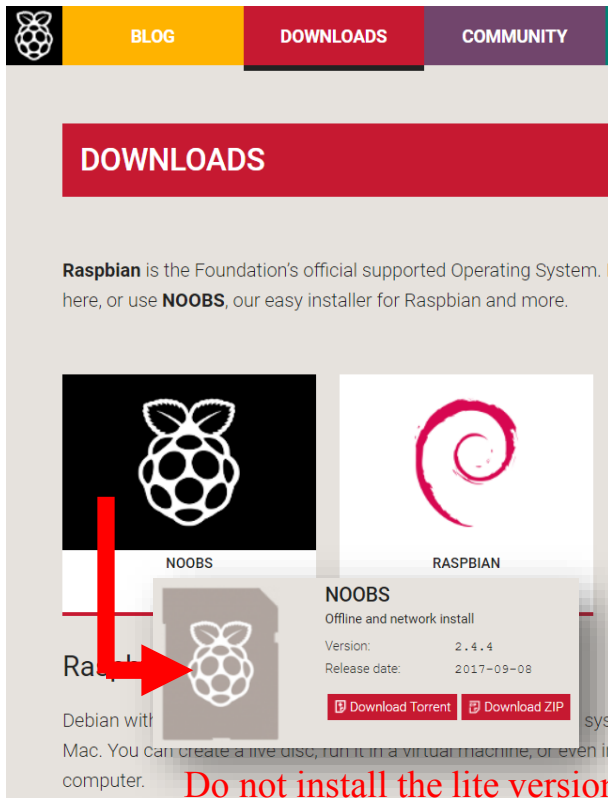 BLOG
DOWNLOADS
COMMUNITY
DOWNLOADS
Raspbian is the Foundation's official supported Operating System.
here, or use NOOBS, our easy installer for Raspbian and more.
NOOBS
RASPBIAN
NOOBS
Offline and network install
Version: 2.4.4
Release date: 2017-09-08
Download Torrent
Download ZIP
Debian with
Mac. You can create a live disc, run it in a virtual machine, or even
computer.
Do not install the lite version